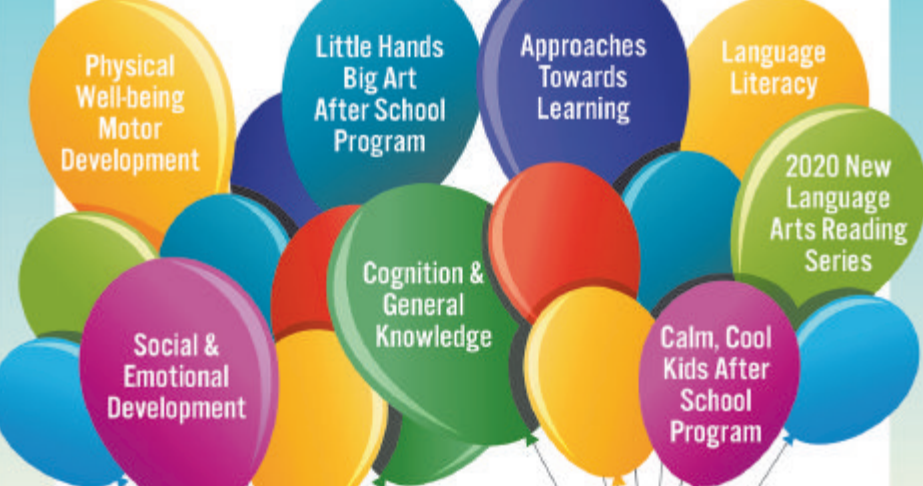 Physical
Well-being
Motor
Development
Little Hands
Big Art
After School
Program
Approaches
Towards
Learning
Language
Literacy
2020 New
Language
Arts Reading
Series
Cognition &
General
Knowledge
Social &
Emotional
Development
Calm, Cool
Kids After
School
Program